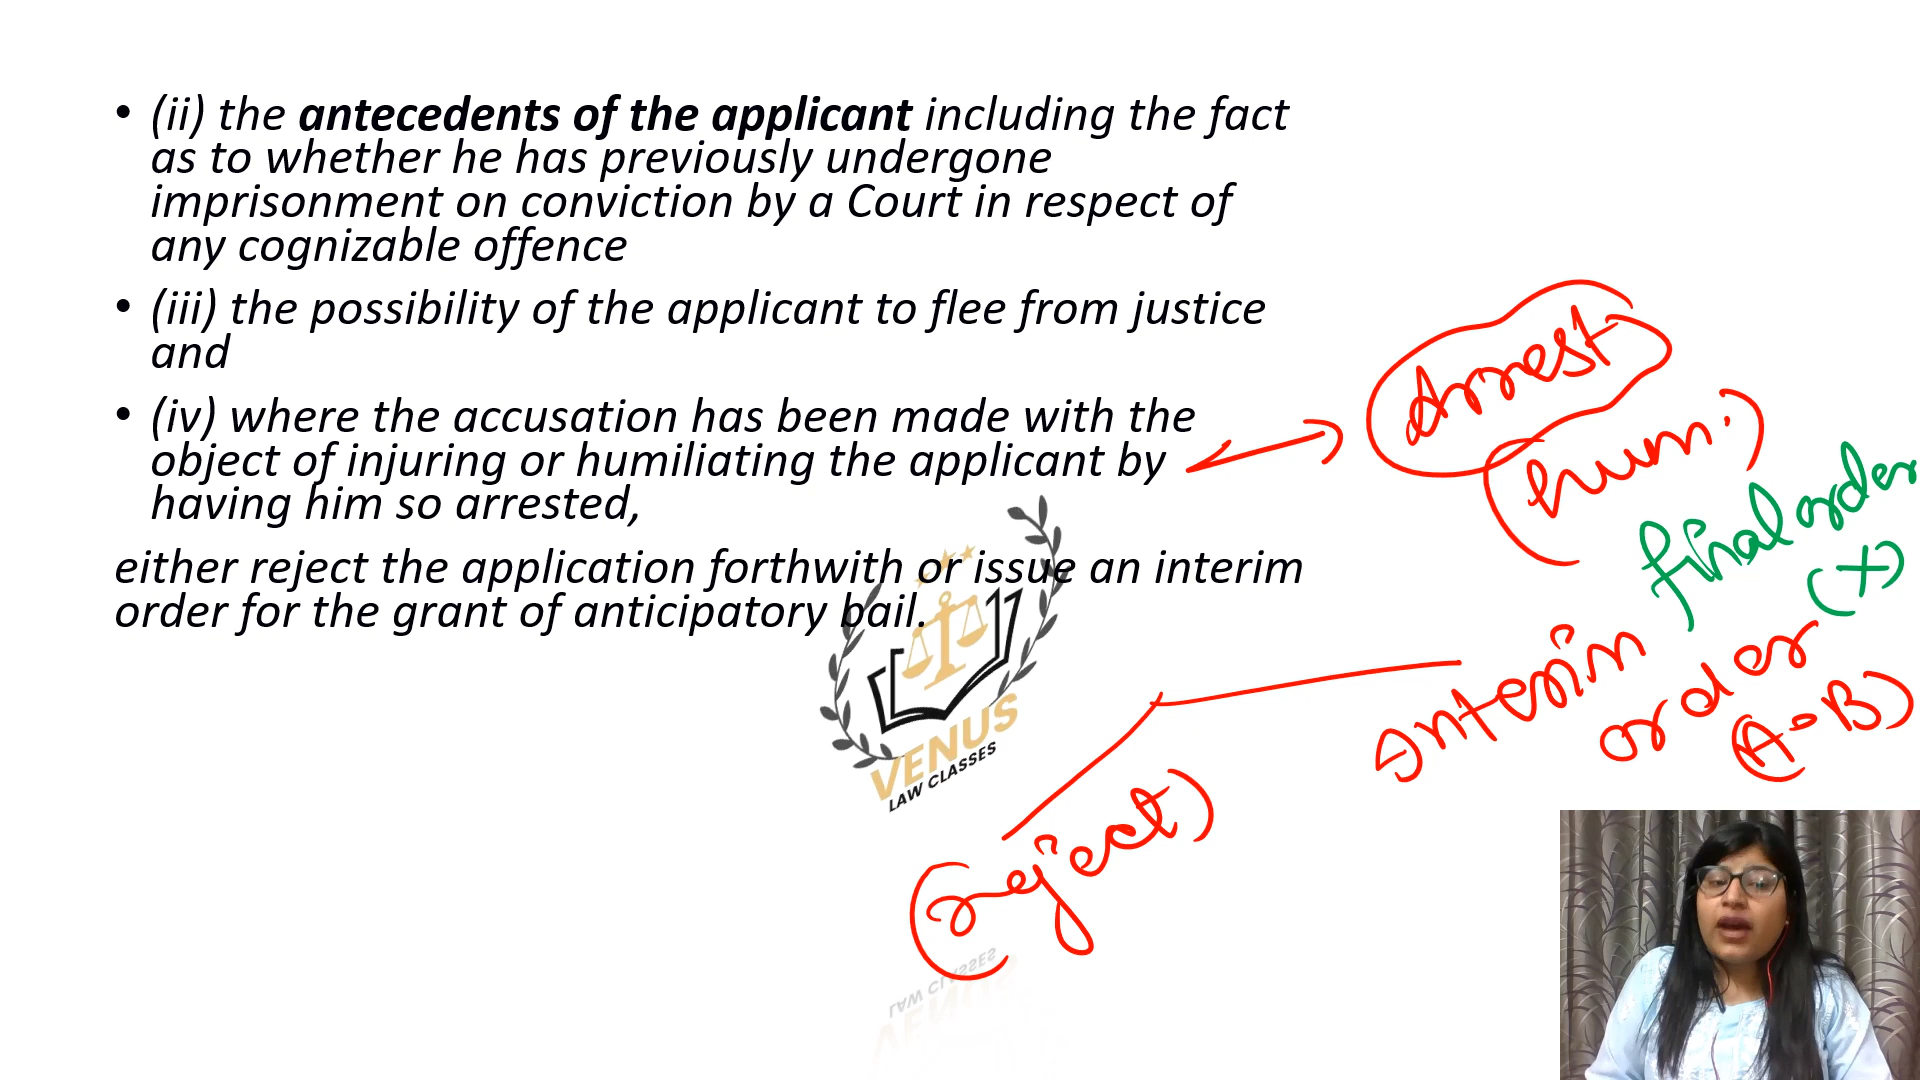 • (ii) the antecedents of the applicant including the fact
as to whether he has previously undergone
imprisonment on conviction by a Court in respect of
any cognizable offence
• (iii) the possibility of the applicant to flee from justice
and
• (iv) where the accusation has been made with the
object of injuring or humiliating the applicant by
having him so arrested,
either reject the application forthwith or issue an interim
order for the grant of anticipatory bail.
Arrest
(hum.)
final order
(x)
interim
order
(A.B)
(reject)
VENUS
LAW CLASSES